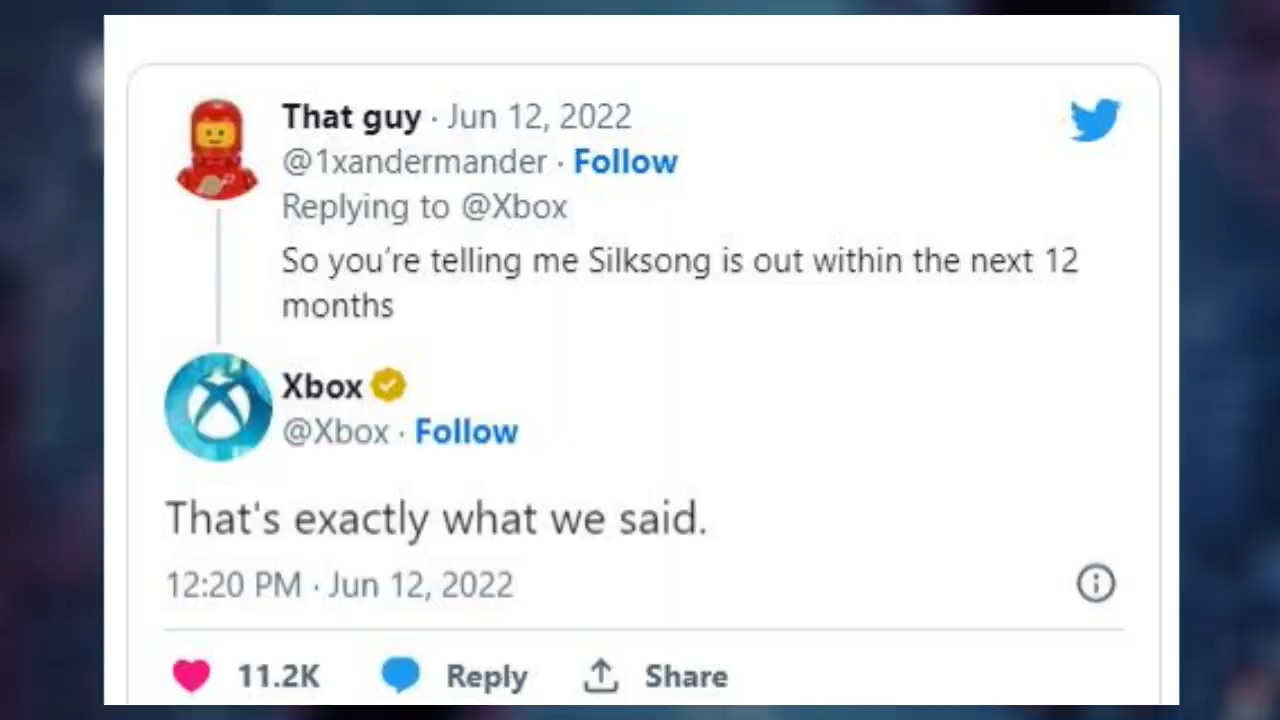 That guy · Jun 12, 2022
@1xandermander · Follow
Replying to @Xbox
So you’re telling me Silksong is out within the next 12
months
Xbox
@Xbox · Follow
That's exactly what we said.
12:20 PM · Jun 12, 2022
11.2K Reply Share